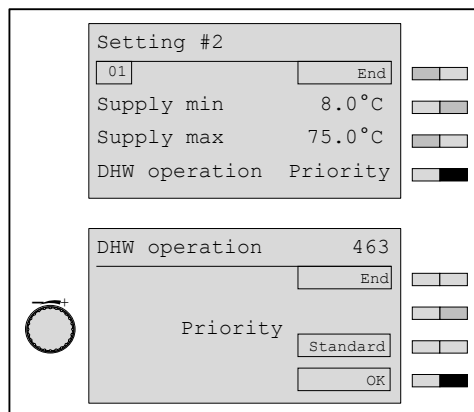 Setting #2
01 End
Supply min 8.0°C
Supply max 75.0°C
DHW operation Priority
DHW operation 463
End
Priority
Standard
OK
+